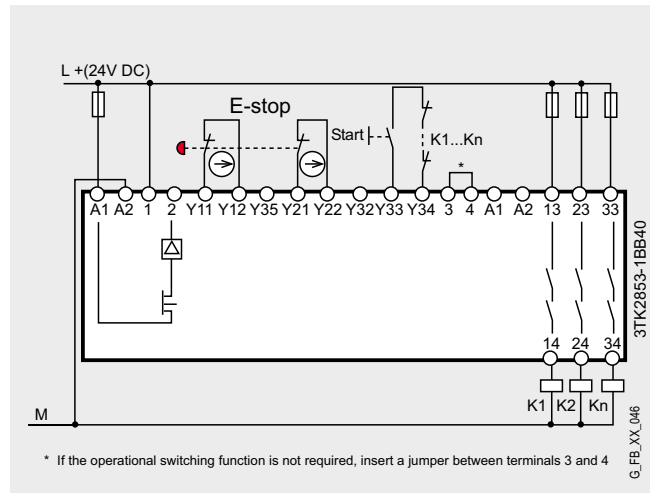 L +(24V DC)
E-stop
Start
K1...Kn
*
A1 A2 1 2 Y11 Y12 Y35 Y21 Y22 Y32 Y33 Y34 3 4 A1 A2 13 23 33
3TK2853-1BB40
14 24 34
K1 K2 Kn
M
* If the operational switching function is not required, insert a jumper between terminals 3 and 4
G_FB_XX_046